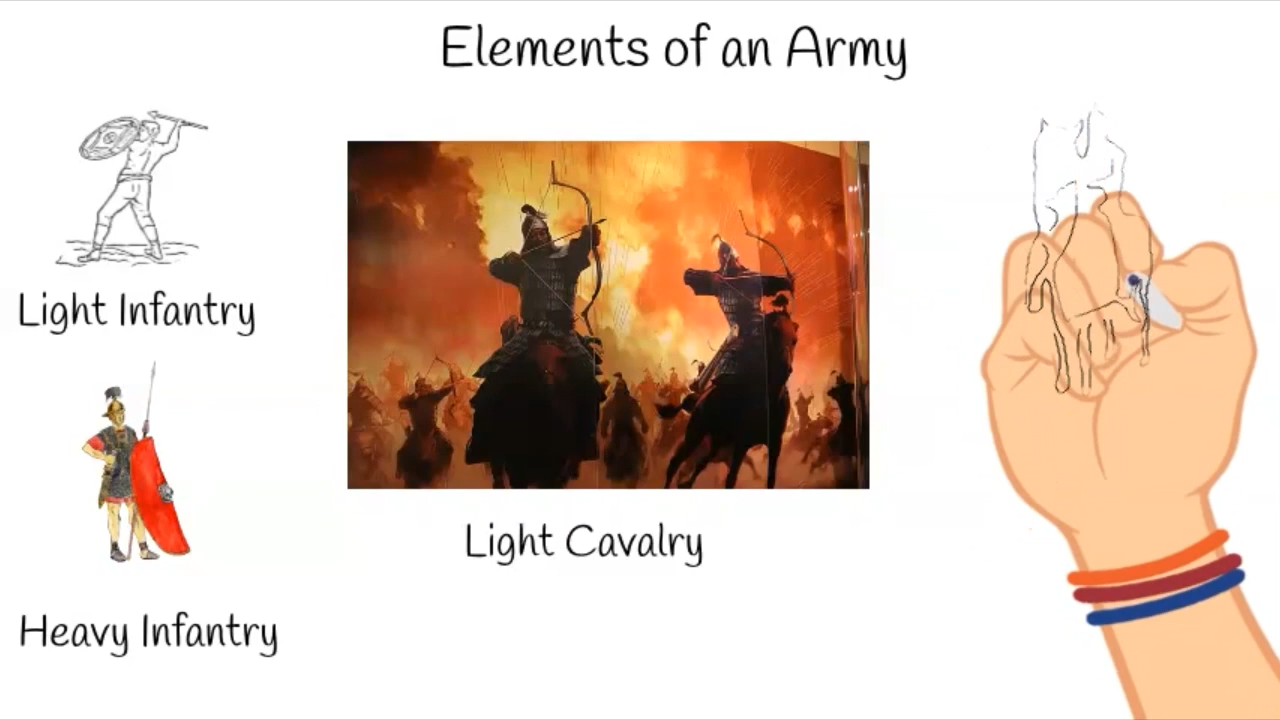 Elements of an Army
Light Infantry
Light Cavalry
Heavy Infantry